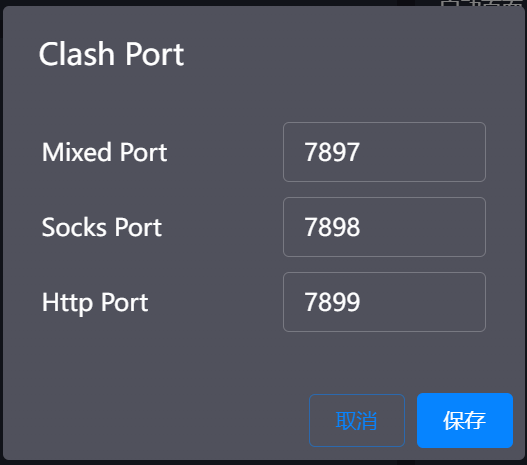 Clash Port
Mixed Port 7897
Socks Port 7898
Http Port 7899
取消 保存